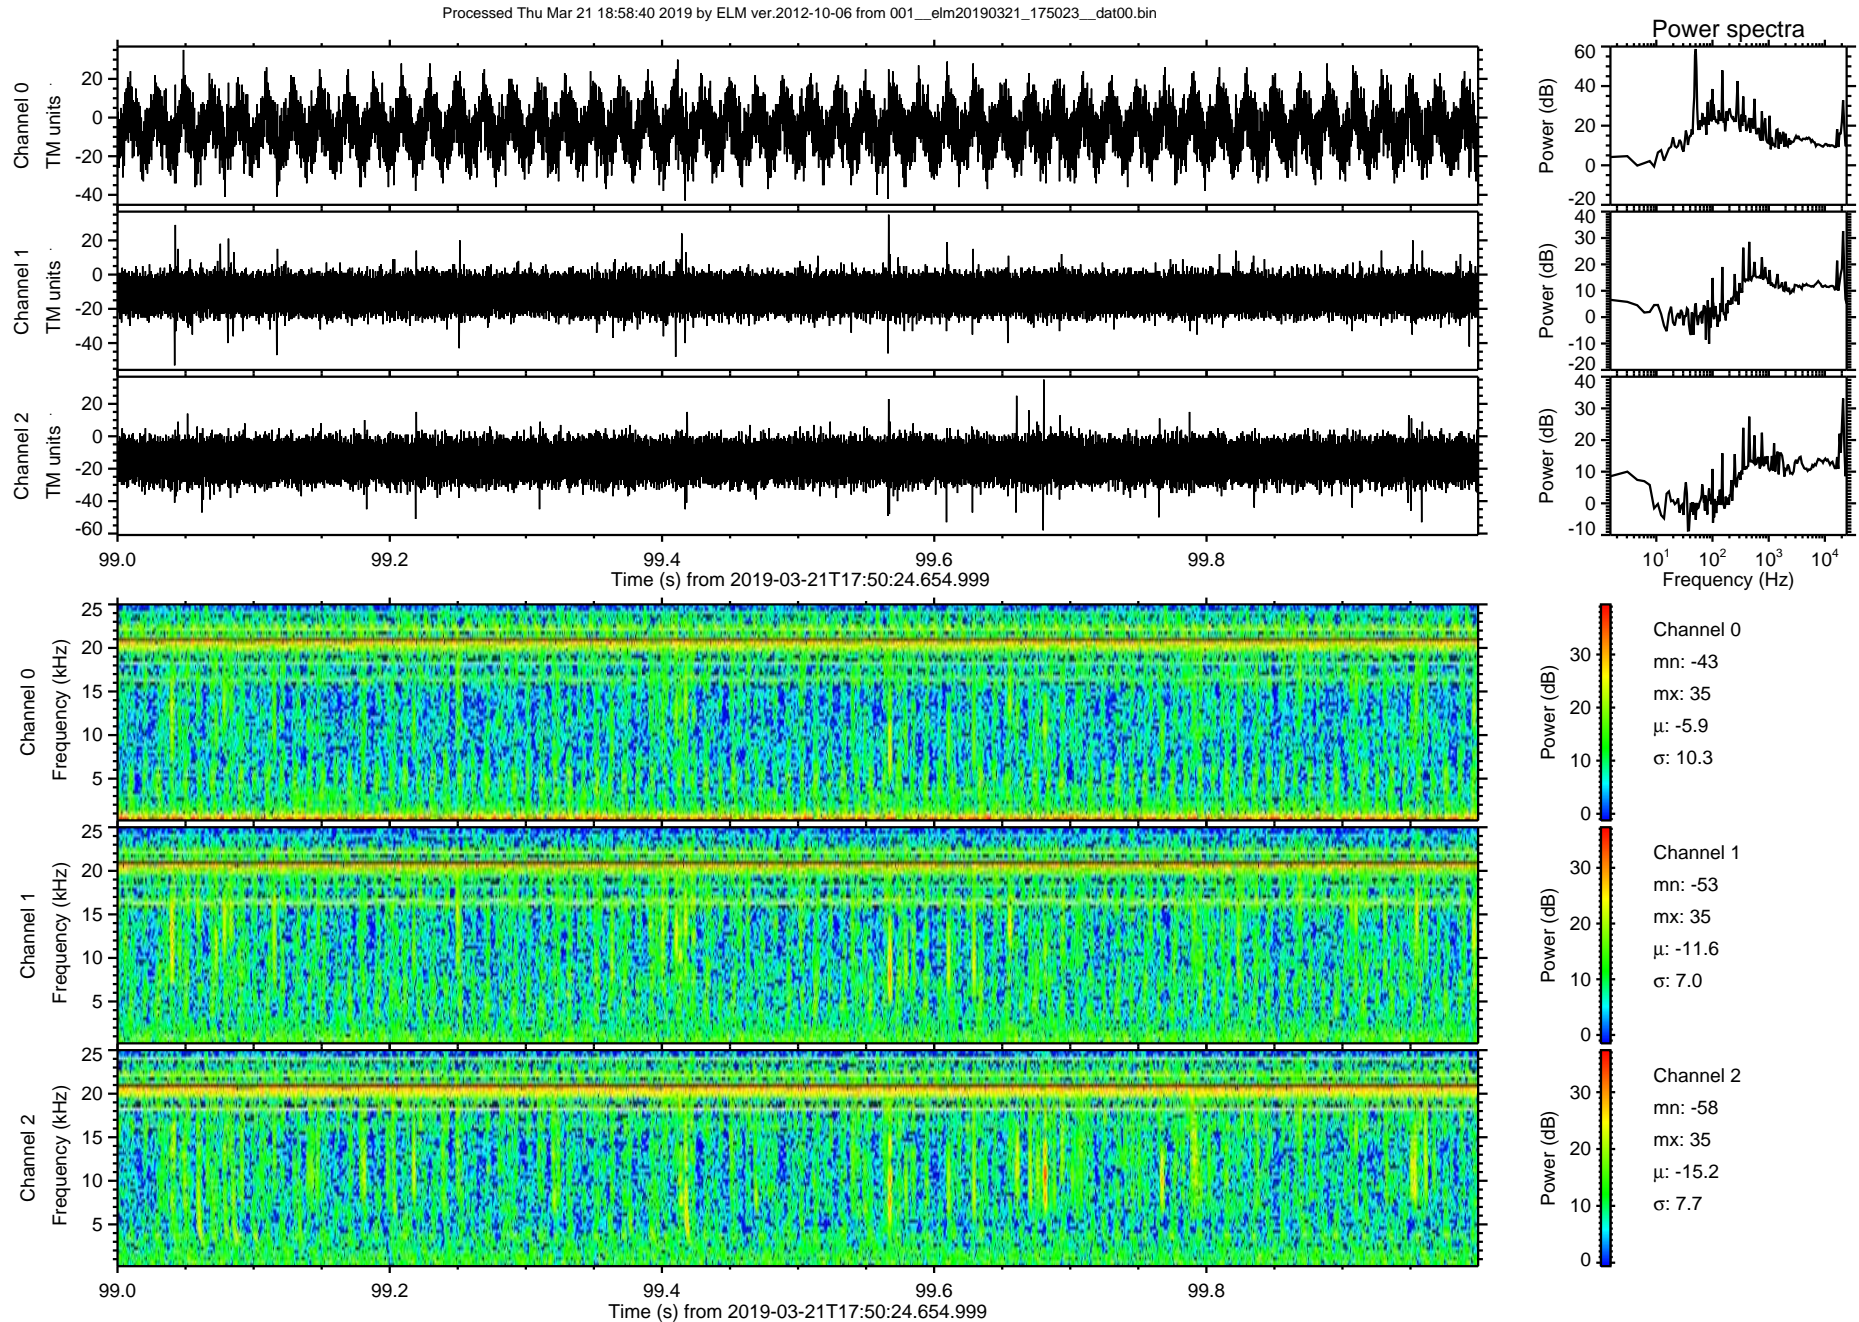 Processed Thu Mar 21 18:58:40 2019 by ELM ver.2012-10-06 from 001__elm20190321_175023__dat00.bin
Power spectra
Channel 0
TM units
20
0
-20
-40
Power (dB)
60
40
20
0
-20
Channel 1
TM units
20
0
-20
-40
Power (dB)
40
30
20
10
0
-10
-20
Channel 2
TM units
20
0
-20
-40
-60
Power (dB)
40
30
20
10
0
-10
99.0 99.2 99.4 99.6 99.8
Time (s) from 2019-03-21T17:50:24.654.999
10¹ 10² 10³ 10⁴
Frequency (Hz)
Channel 0
Frequency (kHz)
25
20
15
10
5
Power (dB)
30
20
10
0
Channel 0
mn: -43
mx: 35
μ: -5.9
σ: 10.3
Channel 1
Frequency (kHz)
25
20
15
10
5
Power (dB)
30
20
10
0
Channel 1
mn: -53
mx: 35
μ: -11.6
σ: 7.0
Channel 2
Frequency (kHz)
25
20
15
10
5
Power (dB)
30
20
10
0
Channel 2
mn: -58
mx: 35
μ: -15.2
σ: 7.7
99.0 99.2 99.4 99.6 99.8
Time (s) from 2019-03-21T17:50:24.654.999